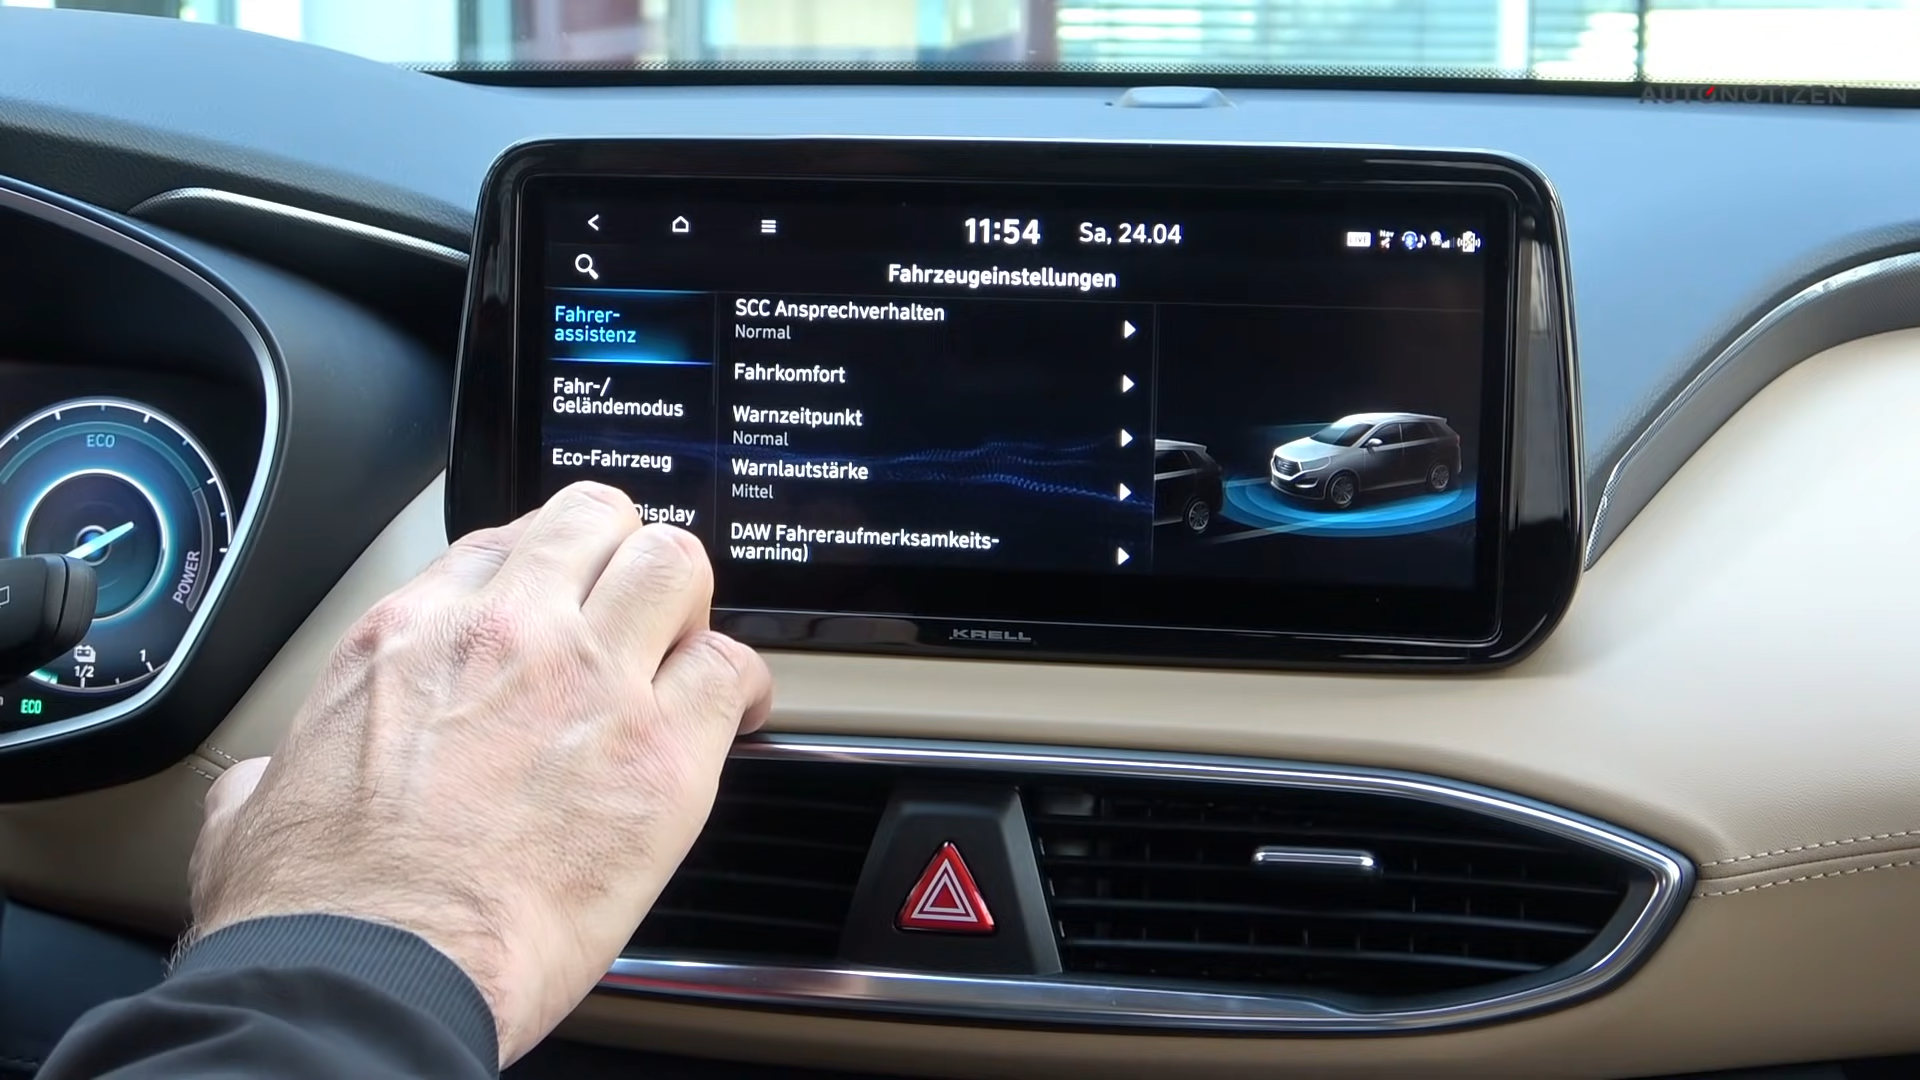 AUTONOTIZEN
11:54 Sa, 24.04
LIVE
Fahrzeugeinstellungen
Fahrer-
assistenz
Fahr-/
Geländemodus
Eco-Fahrzeug
Display
SCC Ansprechverhalten
Normal
Fahrkomfort
Warnzeitpunkt
Normal
Warnlautstärke
Mittel
DAW Fahreraufmerksamkeits-
warning)
KRELL
ECO
POWER
1/2
1
ECO